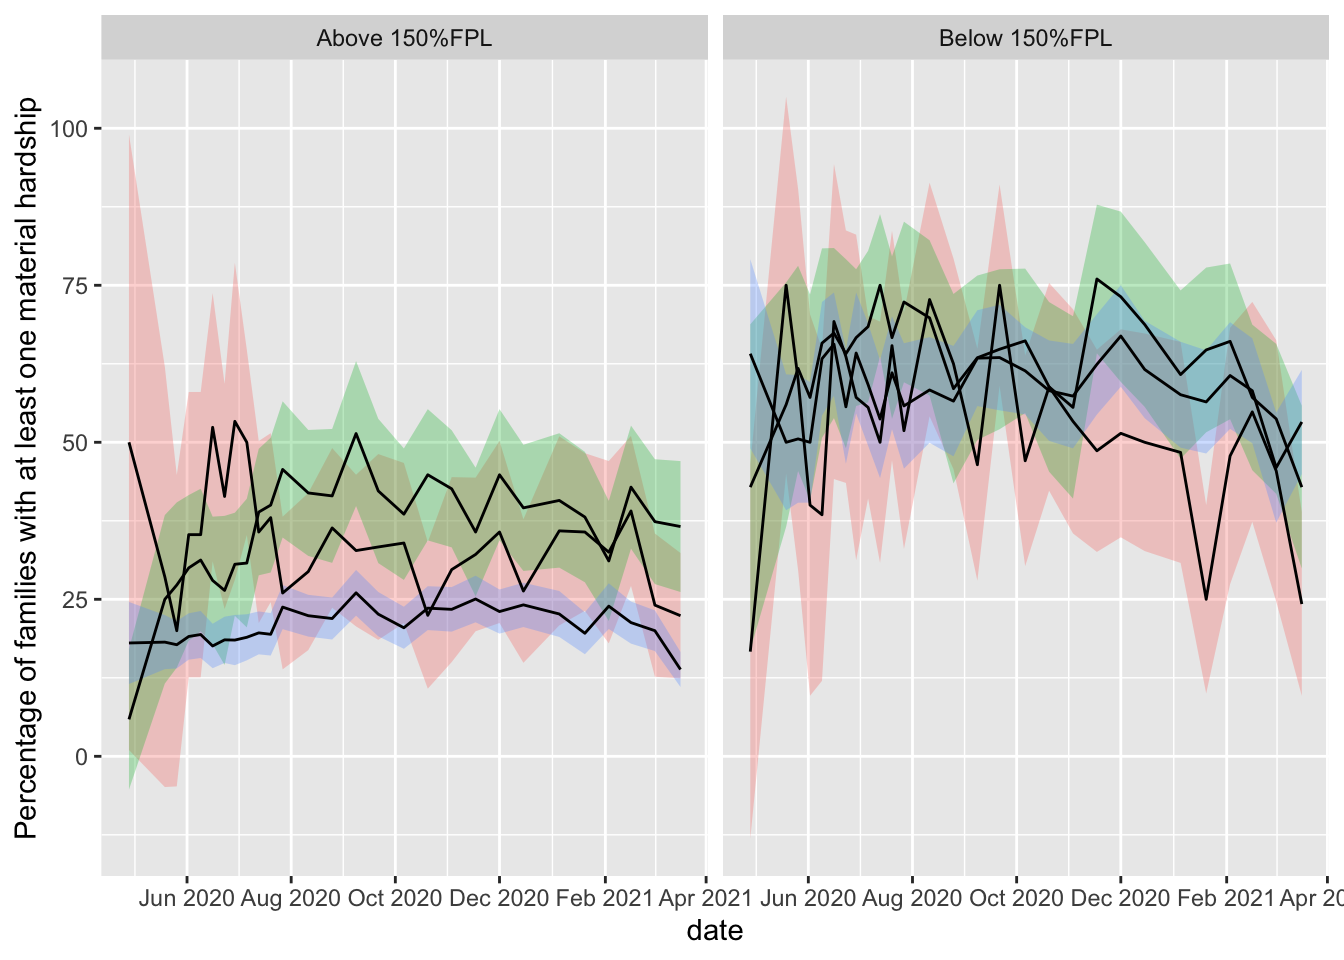 Above 150%FPL
Below 150%FPL
Percentage of families with at least one material hardship
100
75
50
25
0
Jun 2020 Aug 2020 Oct 2020 Dec 2020 Feb 2021 Apr 2021
Jun 2020 Aug 2020 Oct 2020 Dec 2020 Feb 2021 Apr 20
date